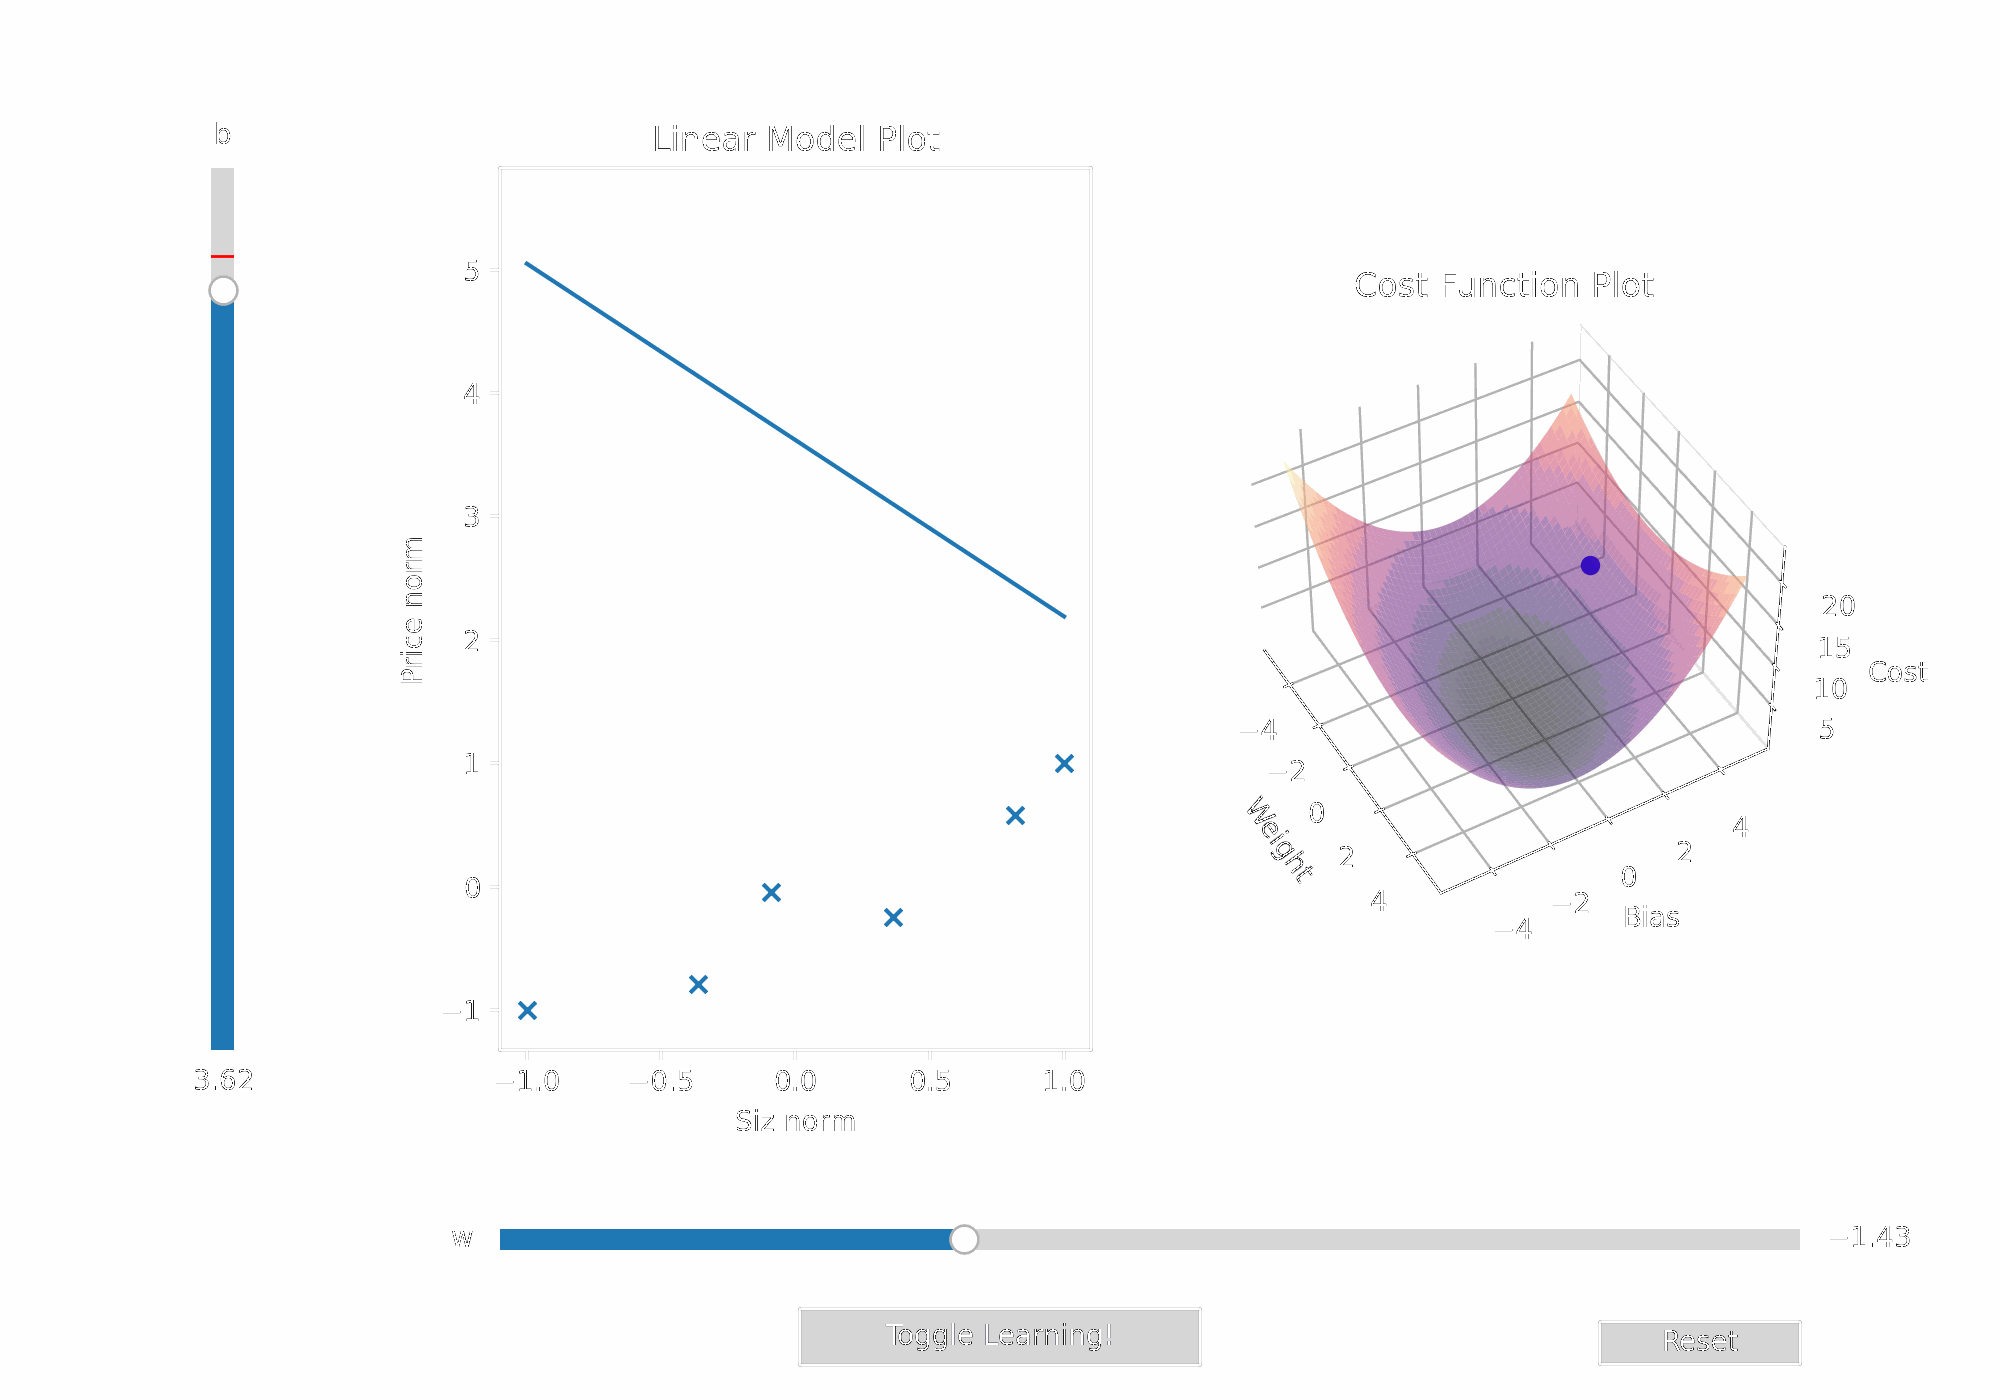 b
3.62
Linear Model Plot
Price norm
5
4
3
2
1
0
−1
−1.0 −0.5 0.0 0.5 1.0
Siz norm
Cost Function Plot
20
15
10
5
Cost
−4
−2
0
2
4
Weight
−4
−2
0
2
4
Bias
w
−1.43
Toggle Learning!
Reset